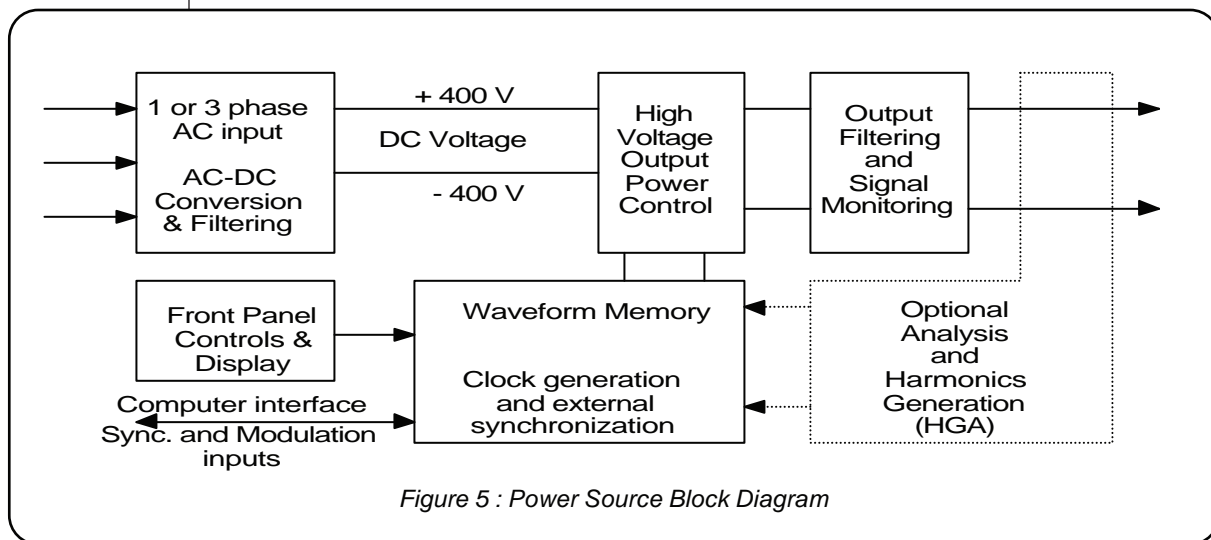 1 or 3 phase
AC input
AC-DC
Conversion
& Filtering
+ 400 V
DC Voltage
- 400 V
High
Voltage
Output
Power
Control
Output
Filtering
and
Signal
Monitoring
Front Panel
Controls &
Display
Computer interface
Sync. and Modulation
inputs
Waveform Memory
Clock generation
and external
synchronization
Optional
Analysis
and
Harmonics
Generation
(HGA)
Figure 5 : Power Source Block Diagram